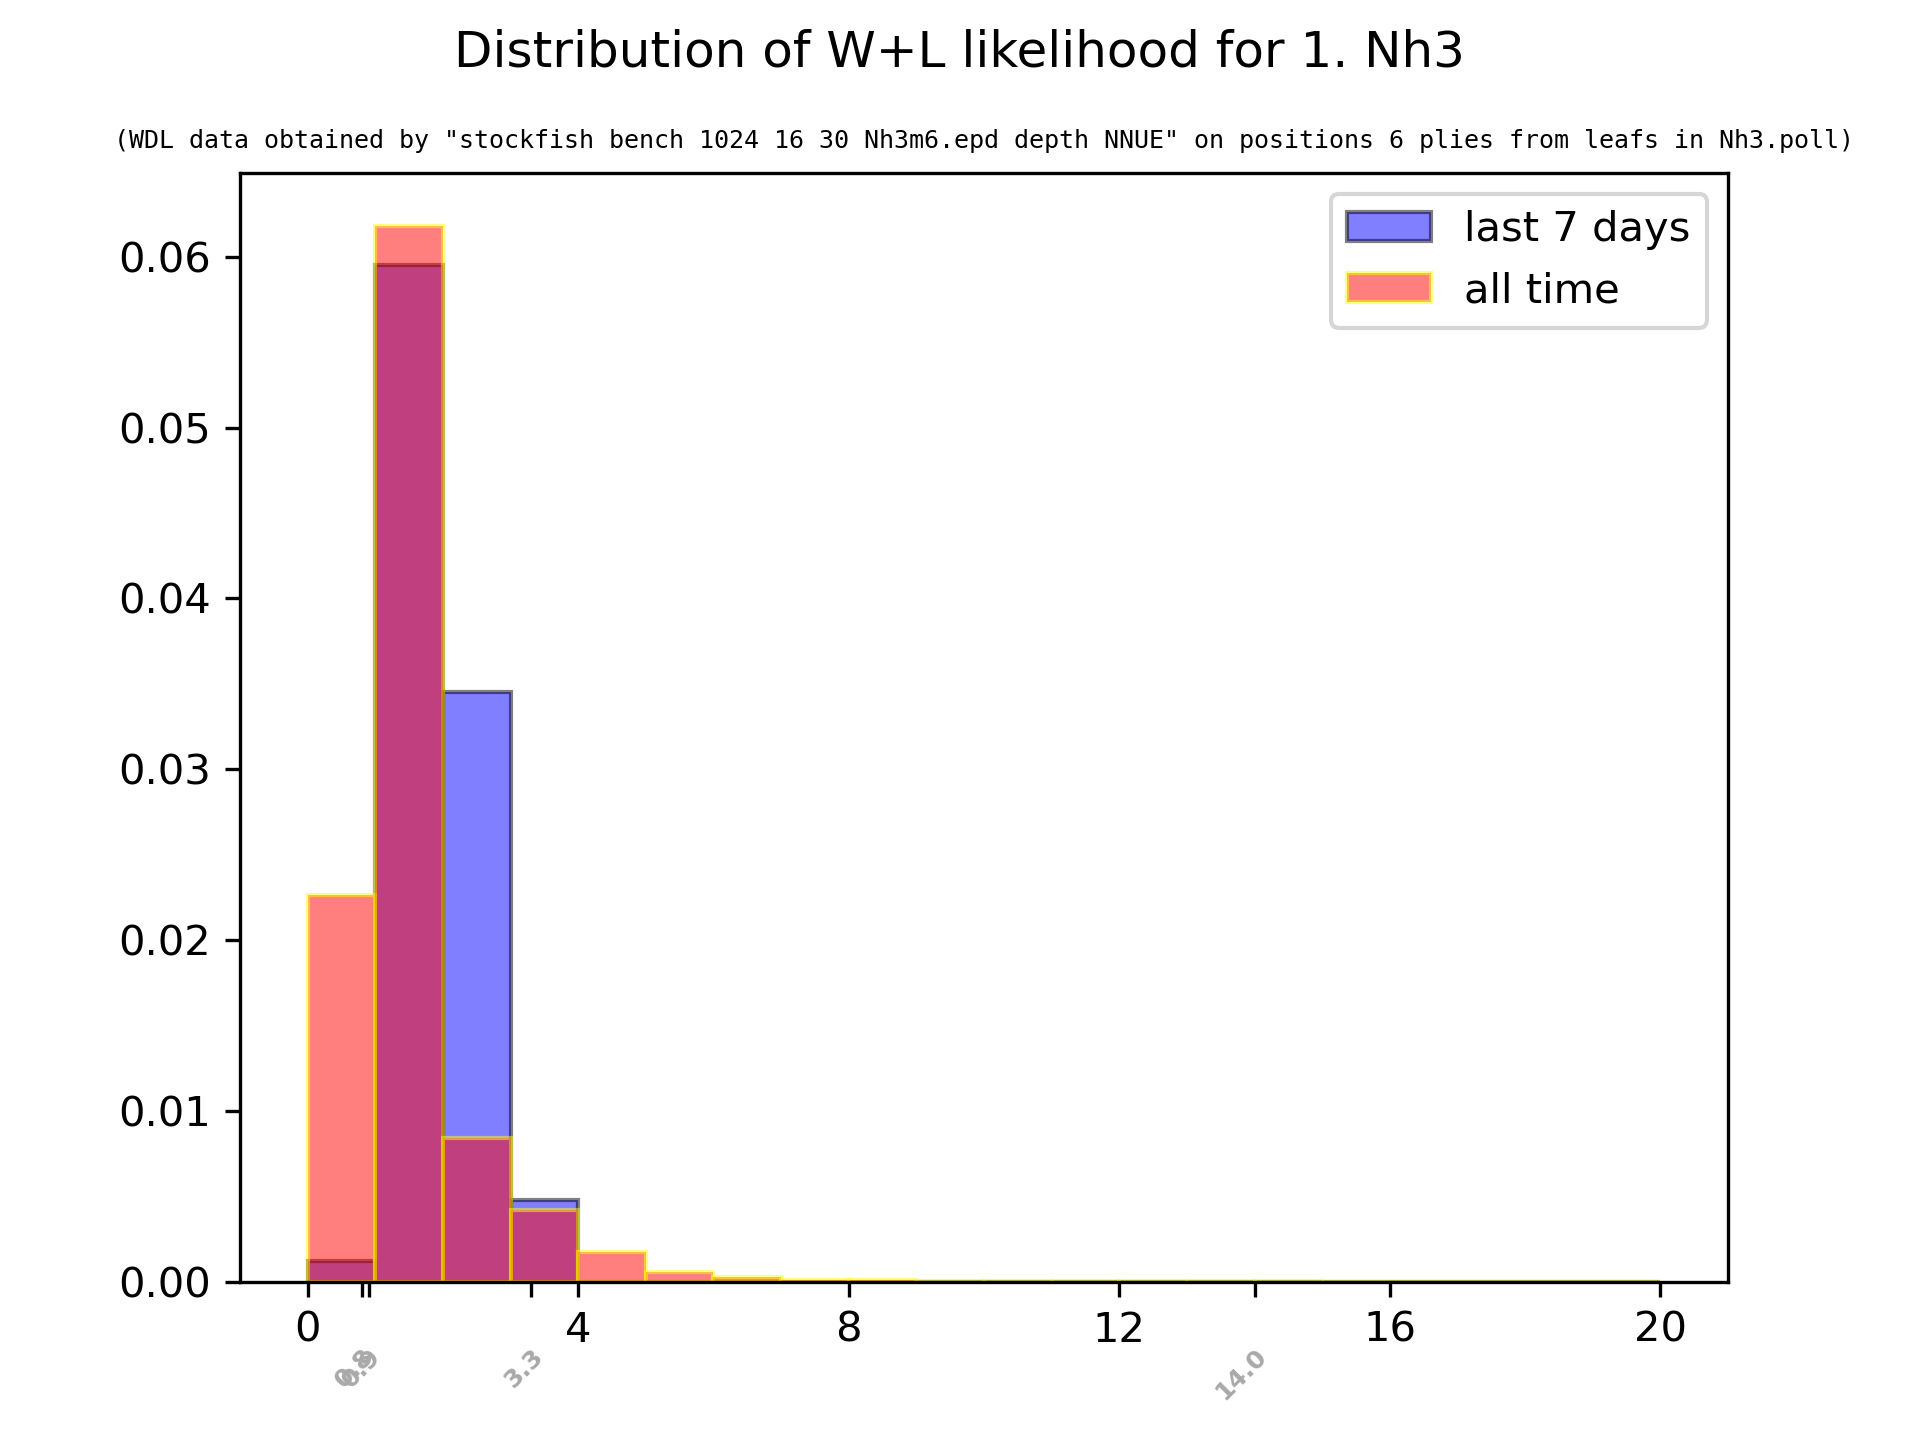 Distribution of W+L likelihood for 1. Nh3
(WDL data obtained by "stockfish bench 1024 16 30 Nh3m6.epd depth NNUE" on positions 6 plies from leafs in Nh3.poll)
last 7 days
all time
0.06
0.05
0.04
0.03
0.02
0.01
0.00
0 4 8 12 16 20
3.3 14.0